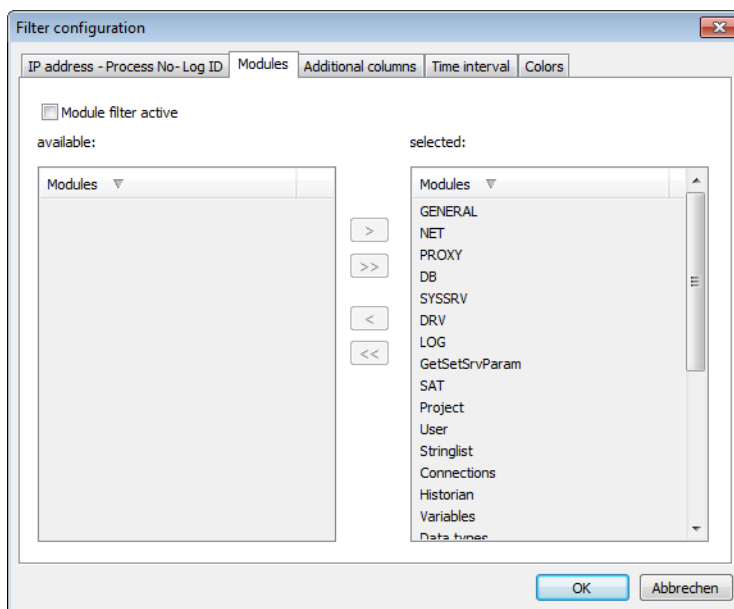 Filter configuration
IP address - Process No- Log ID
Modules
Additional columns
Time interval
Colors
Module filter active
available:
selected:
Modules
Modules
GENERAL
NET
PROXY
DB
SYSSRV
DRV
LOG
GetSetSrvParam
SAT
Project
User
Stringlist
Connections
Historian
Variables
Data types
>
>>
<
<<
OK
Abbrechen